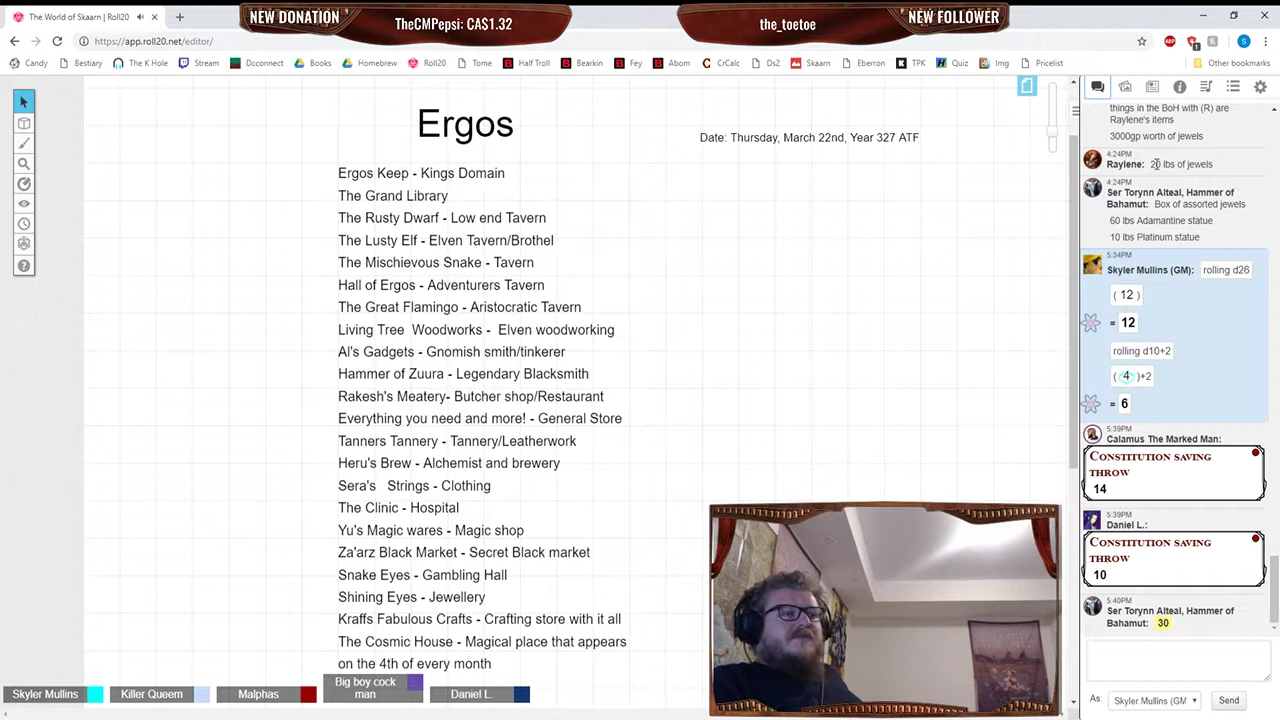 NEW DONATION
TheCMPepsi: CA$1.32
the_toetoe
NEW FOLLOWER
The World of Skaarn | Roll20
https://app.roll20.net/editor/
Candy
Bestiary
The K Hole
Stream
Dcconnect
Books
Homebrew
Roll20
Tome
Half Troll
Bearkin
Fey
Abom
CrCalc
Ds2
Skaarn
Eberron
TPK
Quiz
Img
Pricelist
Other bookmarks
Ergos
Date: Thursday, March 22nd, Year 327 ATF
Ergos Keep - Kings Domain
The Grand Library
The Rusty Dwarf - Low end Tavern
The Lusty Elf - Elven Tavern/Brothel
The Mischievous Snake - Tavern
Hall of Ergos - Adventurers Tavern
The Great Flamingo - Aristocratic Tavern
Living Tree Woodworks - Elven woodworking
Al's Gadgets - Gnomish smith/tinkerer
Hammer of Zuura - Legendary Blacksmith
Rakesh's Meatery- Butcher shop/Restaurant
Everything you need and more! - General Store
Tanners Tannery - Tannery/Leatherwork
Heru's Brew - Alchemist and brewery
Sera's Strings - Clothing
The Clinic - Hospital
Yu's Magic wares - Magic shop
Za'arz Black Market - Secret Black market
Snake Eyes - Gambling Hall
Shining Eyes - Jewellery
Kraffs Fabulous Crafts - Crafting store with it all
The Cosmic House - Magical place that appears
on the 4th of every month
Skyler Mullins
Killer Queem
Malphas
Big boy cock
man
Daniel L.
things in the BoH with (R) are
Raylene's items
3000gp worth of jewels
4:24PM
Raylene: lbs of jewels
4:24PM
Ser Torynn Alteal, Hammer of
Bahamut: Box of assorted jewels
60 lbs Adamantine statue
10 lbs Platinum statue
5:34PM
Skyler Mullins (GM): rolling d26
( 12 )
= 12
rolling d10+2
( 4 )+2
= 6
5:39PM
Calamus The Marked Man:
CONSTITUTION SAVING
THROW
14
5:39PM
Daniel L.:
CONSTITUTION SAVING
THROW
10
5:40PM
Ser Torynn Alteal, Hammer of
Bahamut: 30
As: Skyler Mullins (GM
Send